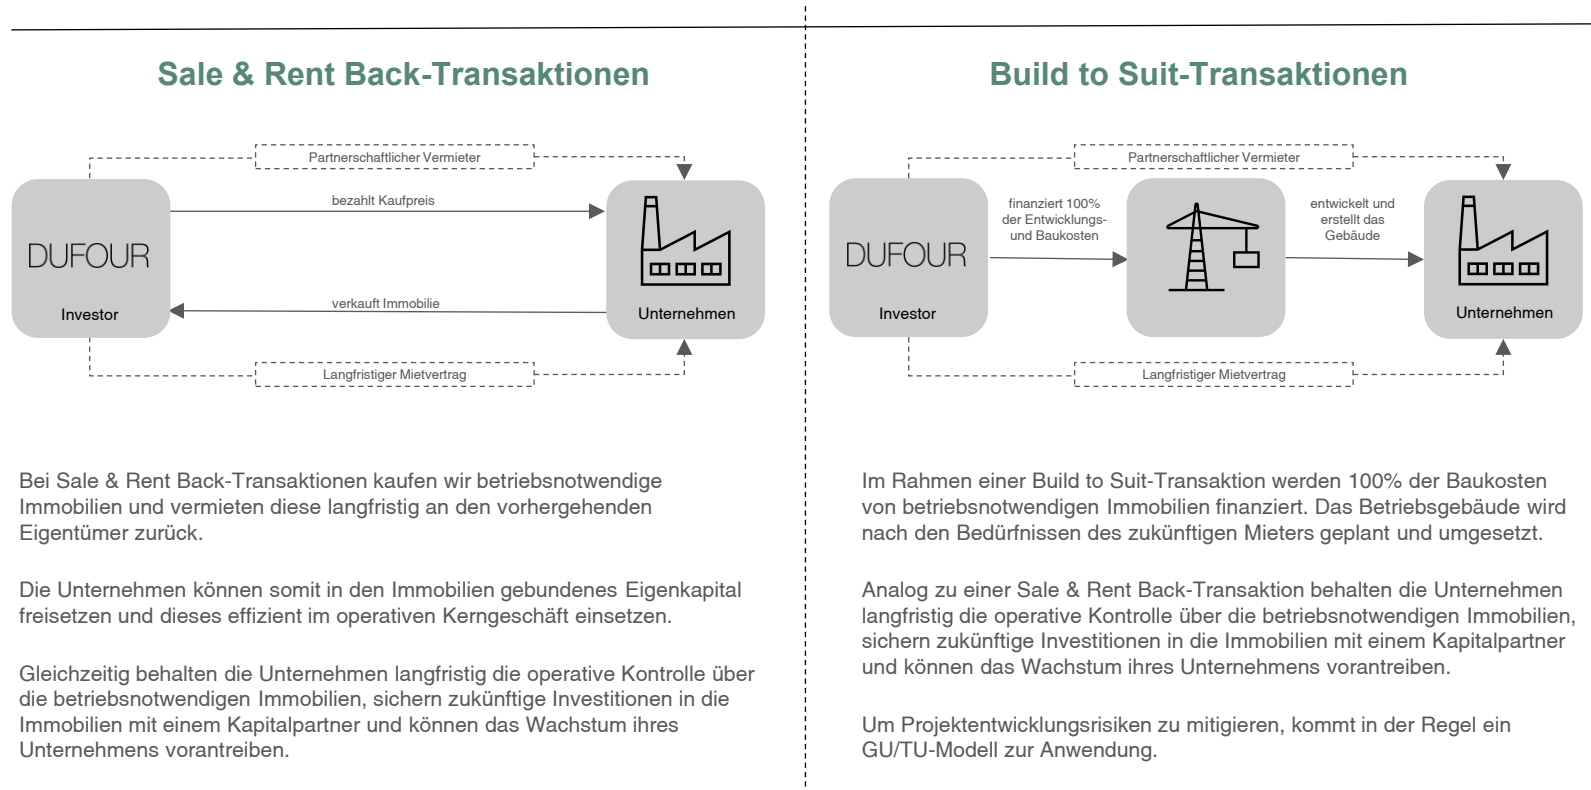 Sale & Rent Back-Transaktionen
Partnerschaftlicher Vermieter
bezahlt Kaufpreis
DUFOUR
Investor
Unternehmen
verkauft Immobilie
Langfristiger Mietvertrag
Bei Sale & Rent Back-Transaktionen kaufen wir betriebsnotwendige
Immobilien und vermieten diese langfristig an den vorhergehenden
Eigentümer zurück.
Die Unternehmen können somit in den Immobilien gebundenes Eigenkapital
freisetzen und dieses effizient im operativen Kerngeschäft einsetzen.
Gleichzeitig behalten die Unternehmen langfristig die operative Kontrolle über
die betriebsnotwendigen Immobilien, sichern zukünftige Investitionen in die
Immobilien mit einem Kapitalpartner und können das Wachstum ihres
Unternehmens vorantreiben.
Build to Suit-Transaktionen
Partnerschaftlicher Vermieter
DUFOUR
Investor
finanziert 100%
der Entwicklungs-
und Baukosten
entwickelt und
erstellt das
Gebäude
Unternehmen
Langfristiger Mietvertrag
Im Rahmen einer Build to Suit-Transaktion werden 100% der Baukosten
von betriebsnotwendigen Immobilien finanziert. Das Betriebsgebäude wird
nach den Bedürfnissen des zukünftigen Mieters geplant und umgesetzt.
Analog zu einer Sale & Rent Back-Transaktion behalten die Unternehmen
langfristig die operative Kontrolle über die betriebsnotwendigen Immobilien,
sichern zukünftige Investitionen in die Immobilien mit einem Kapitalpartner
und können das Wachstum ihres Unternehmens vorantreiben.
Um Projektentwicklungsrisiken zu mitigieren, kommt in der Regel ein
GU/TU-Modell zur Anwendung.